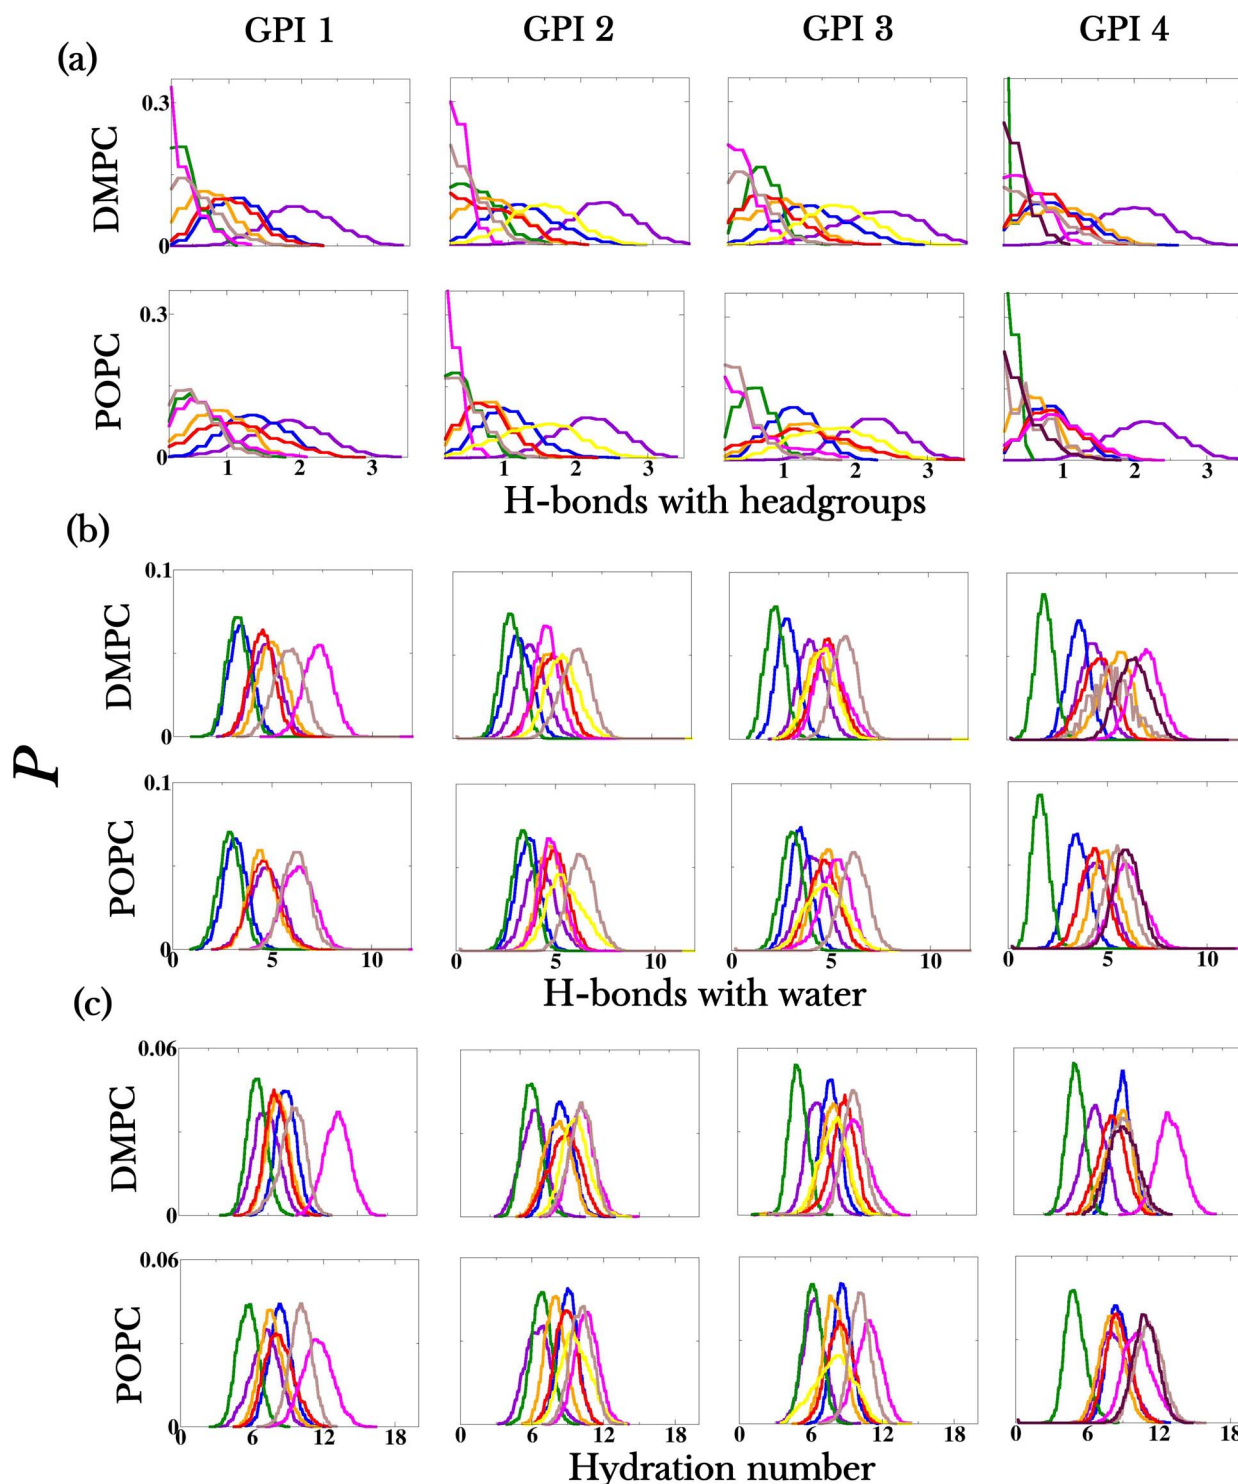 GPI 1 GPI 2 GPI 3 GPI 4
(a)
DMPC
0.3
0
POPC
0.3
0
1 2 3 1 2 3 1 2 3 1 2 3
H-bonds with headgroups
(b)
P
DMPC
0.1
0
POPC
0.1
0
0 5 10 0 5 10 0 5 10 0 5 10
H-bonds with water
(c)
DMPC
0.06
0
POPC
0.06
0
0 6 12 18 6 12 18 6 12 18 6 12 18
Hydration number